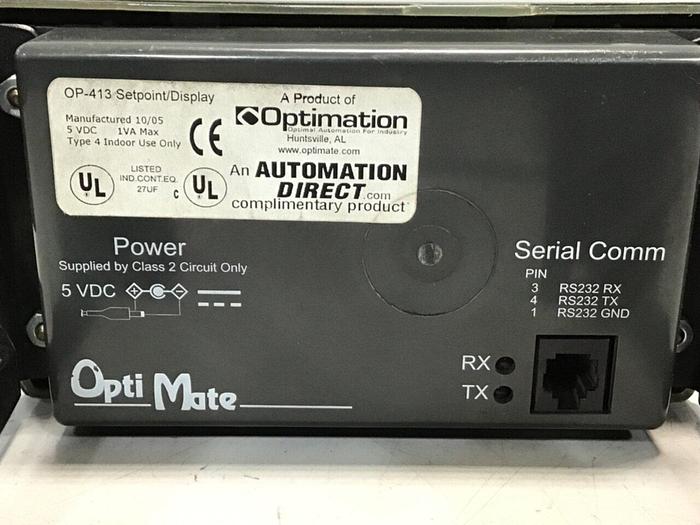 OP-413 Setpoint/Display
Manufactured 10/05
5 VDC 1VA Max
Type 4 Indoor Use Only
CE
UL
LISTED
IND.CONT.EQ.
27UF
C UL
A Product of
Optimation
Optimal Automation For Industry
Huntsville, AL
www.optimate.com
An AUTOMATION
DIRECT.com
complimentary product
Power
Supplied by Class 2 Circuit Only
5 VDC
Opti Mate
Serial Comm
PIN
3 RS232 RX
4 RS232 TX
1 RS232 GND
RX
TX